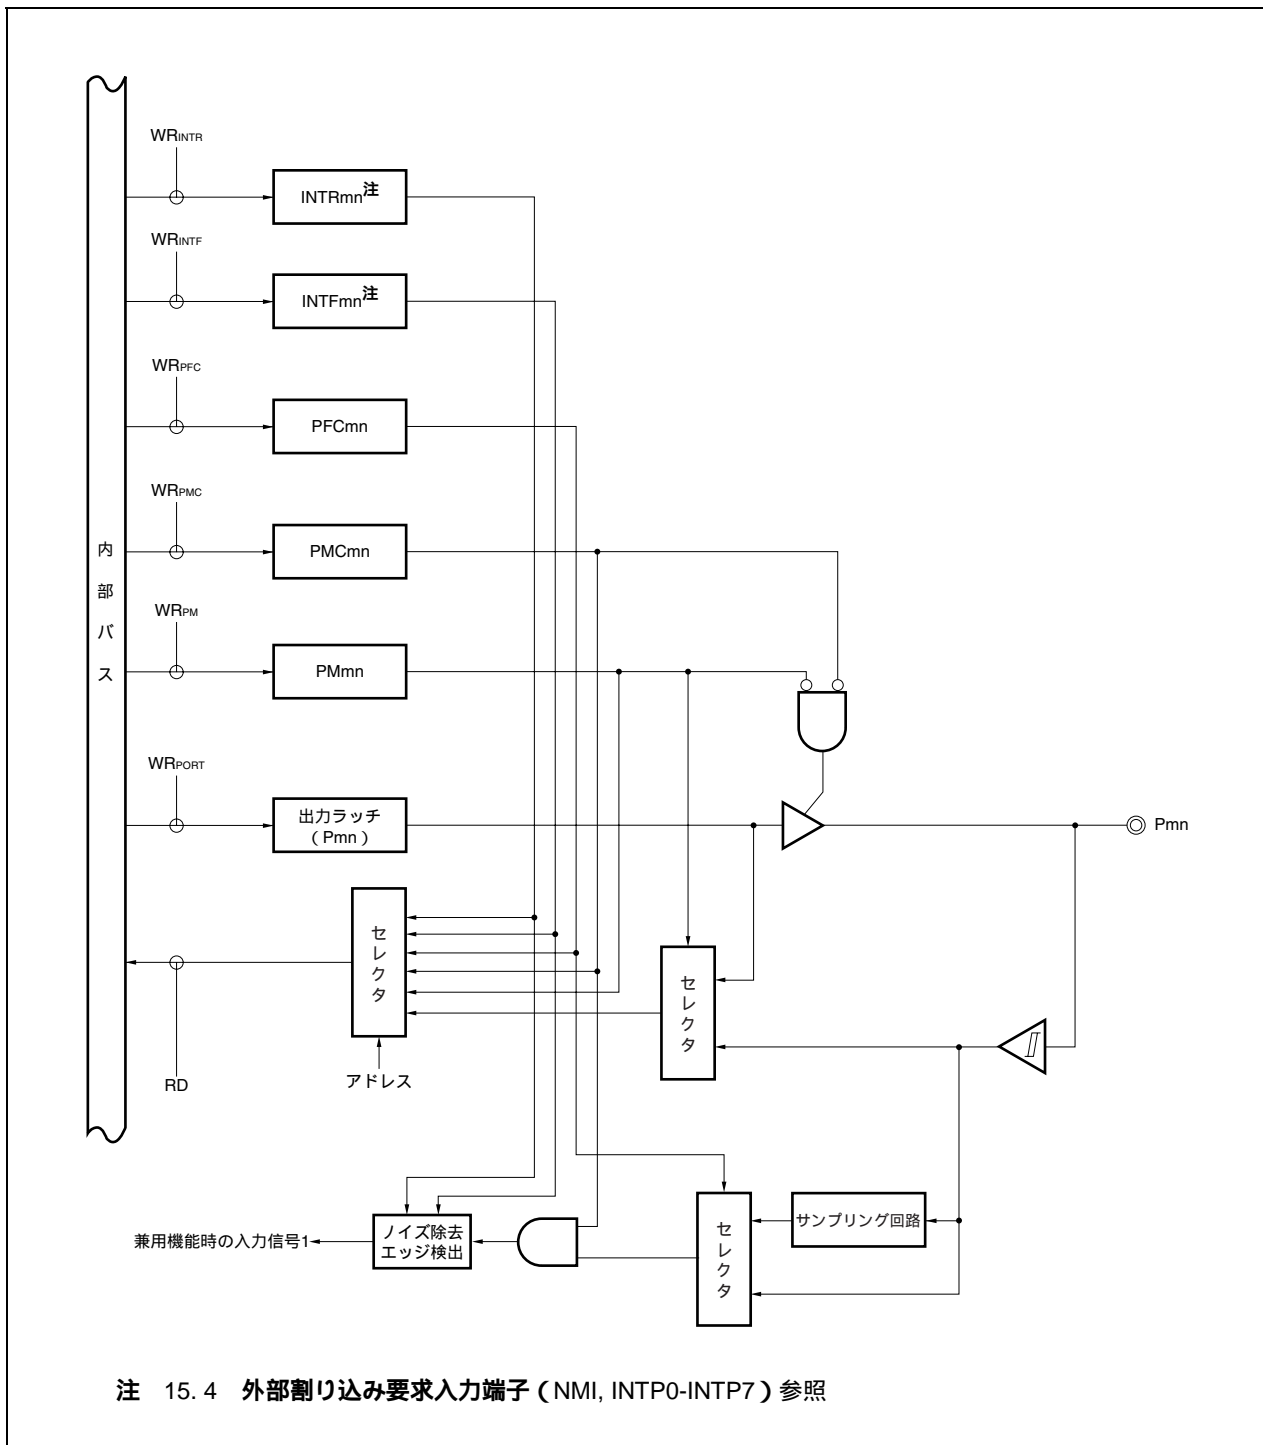 WRINTR
INTRmn注
WRINTF
INTFmn注
WRPFC
PFCmn
WRPMC
PMCmn
内部バス
WRPM
PMmn
WRPORT
出力ラッチ
(Pmn)
Pmn
セレクタ
セレクタ
RD
アドレス
セレクタ
サンプリング回路
ノイズ除去
エッジ検出
兼用機能時の入力信号1
注 15. 4 外部割り込み要求入力端子(NMI, INTP0-INTP7)参照